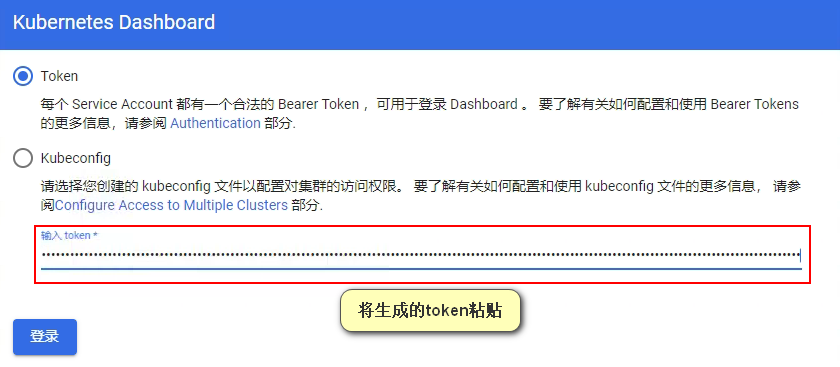 Kubernetes Dashboard
Token
每个 Service Account 都有一个合法的 Bearer Token ，可用于登录 Dashboard 。 要了解有关如何配置和使用 Bearer Tokens
的更多信息，请参阅 Authentication 部分.
Kubeconfig
请选择您创建的 kubeconfig 文件以配置对集群的访问权限。 要了解有关如何配置和使用 kubeconfig 文件的更多信息， 请参
阅Configure Access to Multiple Clusters 部分.
输入 token *
将生成的token粘贴
登录